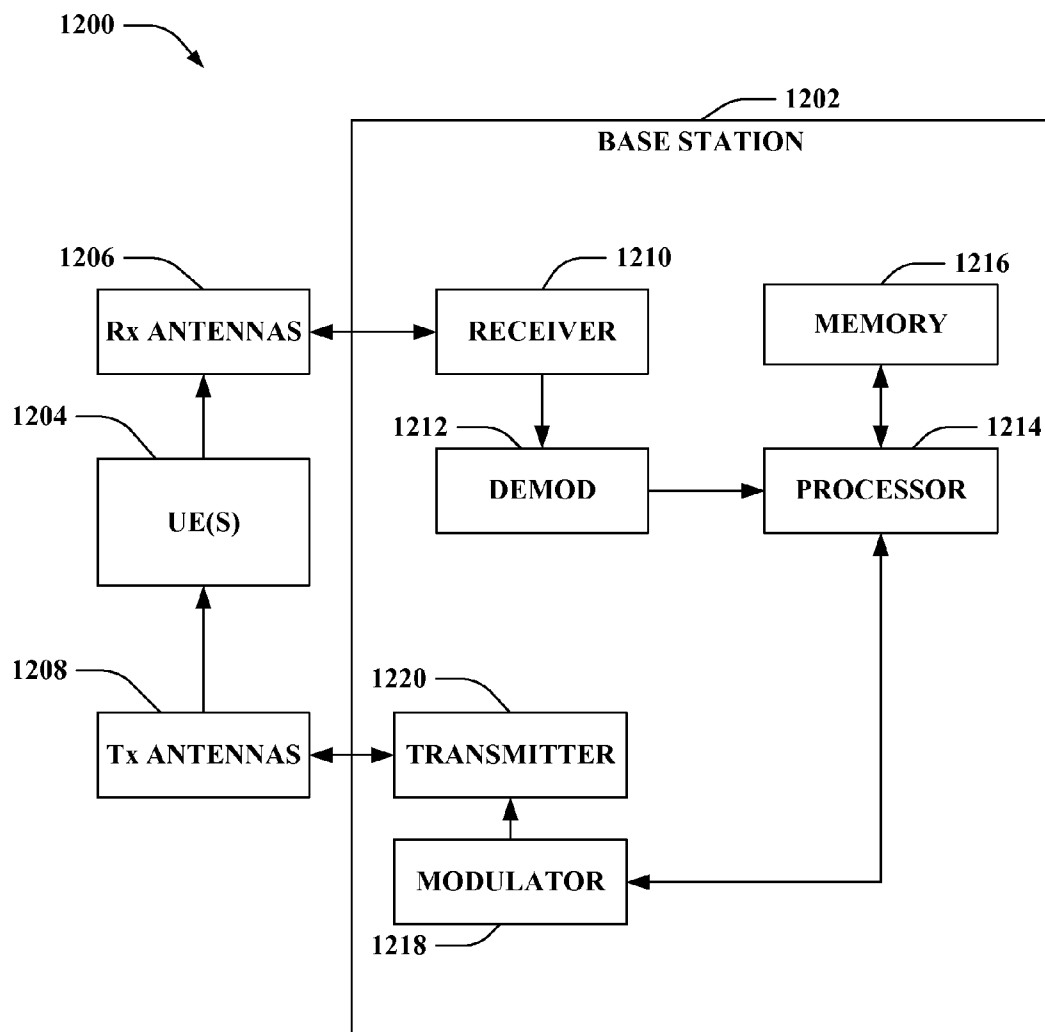 1200
1202
BASE STATION
1206
1210
1216
Rx ANTENNAS
RECEIVER
MEMORY
1204
1212
1214
UE(S)
DEMOD
PROCESSOR
1208
1220
Tx ANTENNAS
TRANSMITTER
MODULATOR
1218